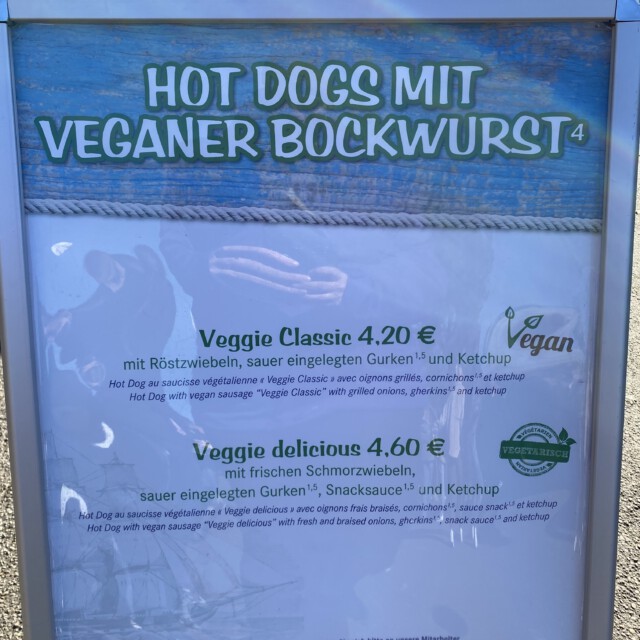 HOT DOGS MIT
VEGANER BOCKWURST⁴
Veggie Classic 4,20 €
mit Röstzwiebeln, sauer eingelegten Gurken¹,⁵ und Ketchup
Hot Dog au saucisse végétalienne « Veggie Classic » avec oignons grillés, cornichons¹,⁵ et ketchup
Hot Dog with vegan sausage "Veggie Classic" with grilled onions, gherkins¹,⁵ and ketchup
Vegan
Veggie delicious 4,60 €
mit frischen Schmorzwiebeln,
sauer eingelegten Gurken¹,⁵, Snacksauce¹,⁵ und Ketchup
Hot Dog au saucisse végétalienne « Veggie delicious » avec oignons frais braisés, cornichons¹,⁵, sauce snack¹,⁵ et ketchup
Hot Dog with vegan sausage "Veggie delicious" with fresh and braised onions, gherkins¹,⁵, snack sauce¹,⁵ and ketchup
VEGETARISCH